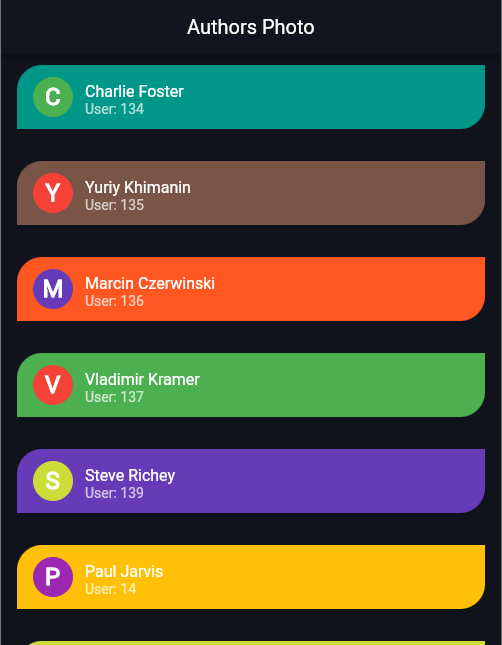 Authors Photo
C
Charlie Foster
User: 134
Y
Yuriy Khimanin
User: 135
M
Marcin Czerwinski
User: 136
V
Vladimir Kramer
User: 137
S
Steve Richey
User: 139
P
Paul Jarvis
User: 14